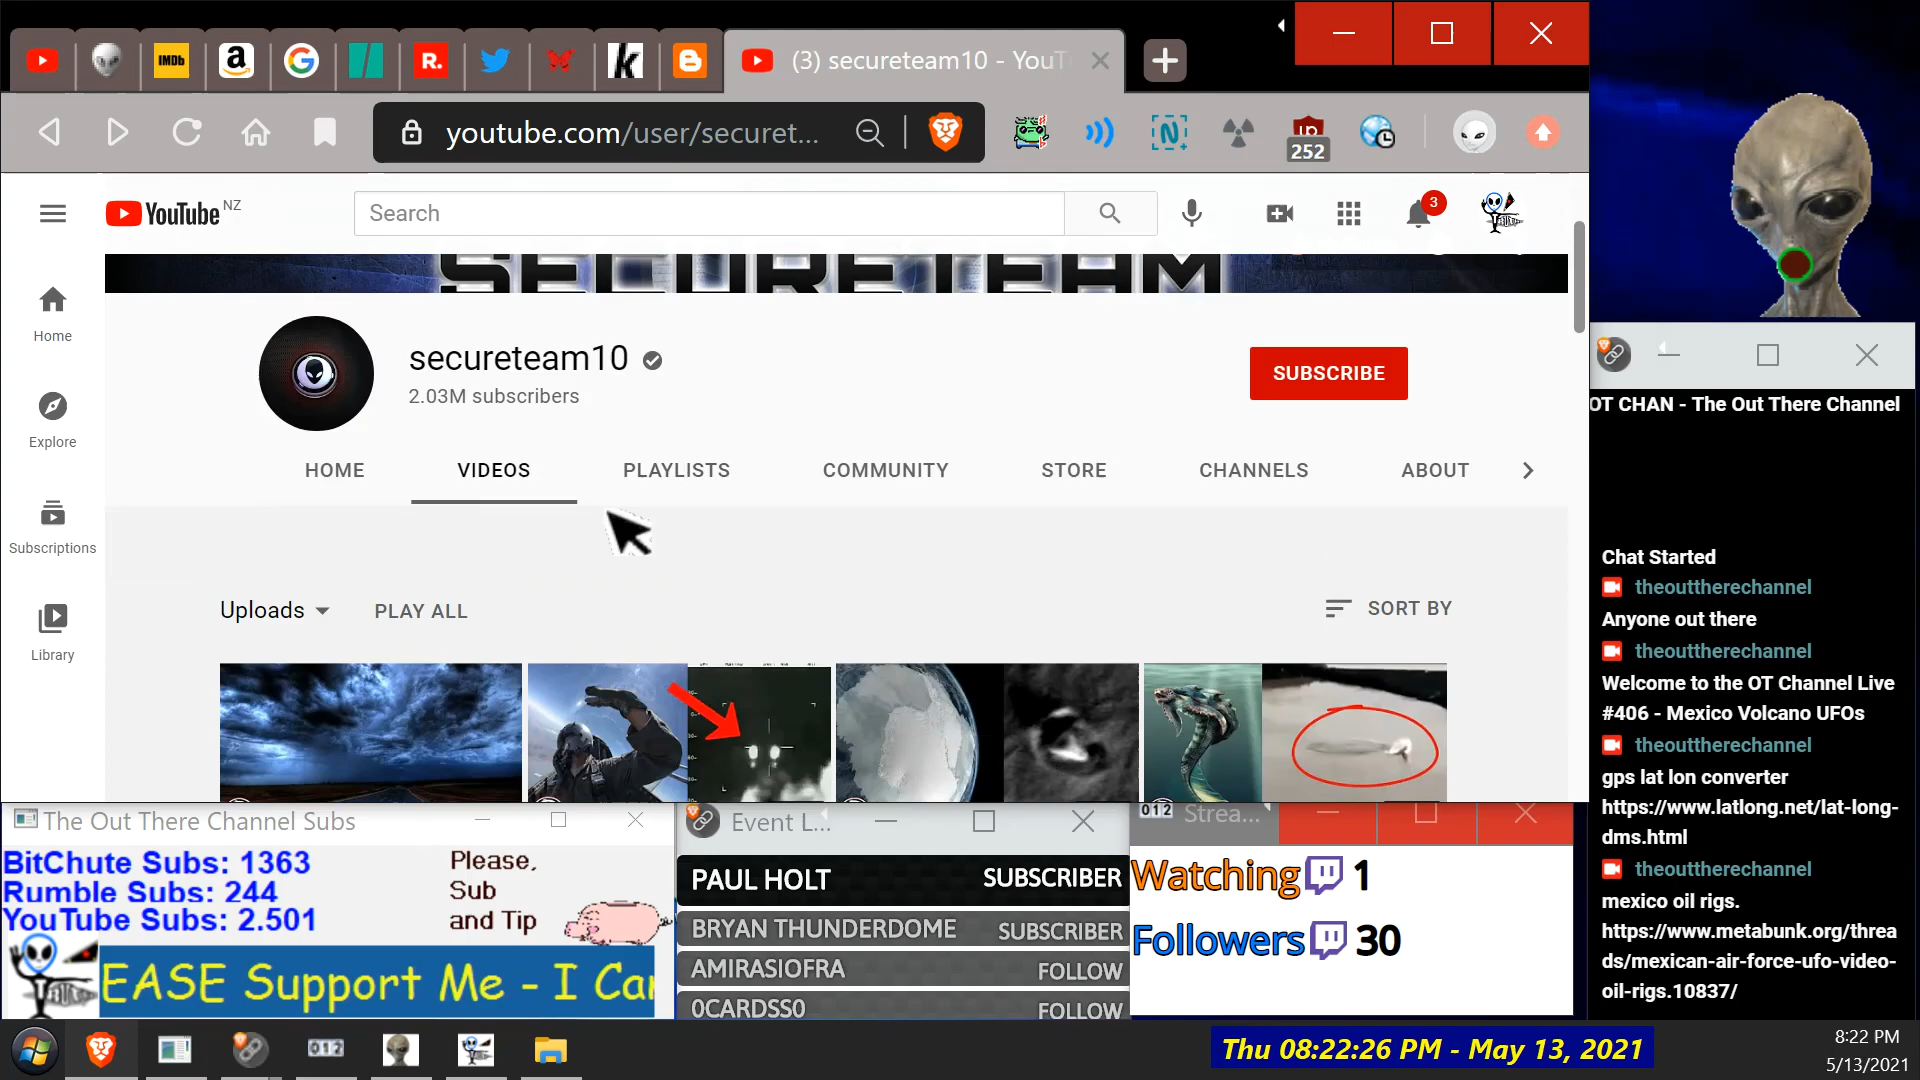 IMDb
a
G
R.
k
(3) secureteam10 - YouT
youtube.com/user/securet...
N
252
YouTube NZ
Search
3
SECURETEAM
Home
Explore
Subscriptions
Library
secureteam10
2.03M subscribers
SUBSCRIBE
HOME
VIDEOS
PLAYLISTS
COMMUNITY
STORE
CHANNELS
ABOUT
Uploads
PLAY ALL
SORT BY
OT CHAN - The Out There Channel
Chat Started
theouttherechannel
Anyone out there
theouttherechannel
Welcome to the OT Channel Live
#406 - Mexico Volcano UFOs
theouttherechannel
gps lat lon converter
https://www.latlong.net/lat-long-
dms.html
theouttherechannel
mexico oil rigs.
https://www.metabunk.org/threa
ds/mexican-air-force-ufo-video-
oil-rigs.10837/
The Out There Channel Subs
BitChute Subs: 1363
Rumble Subs: 244
YouTube Subs: 2.501
Please,
Sub
and Tip
EASE Support Me - I Can
Event L...
PAUL HOLT SUBSCRIBER
BRYAN THUNDERDOME SUBSCRIBER
AMIRASIOFRA FOLLOW
0CARDSS0 FOLLOW
012 Strea...
Watching 1
Followers 30
012
Thu 08:22:26 PM - May 13, 2021
8:22 PM
5/13/2021